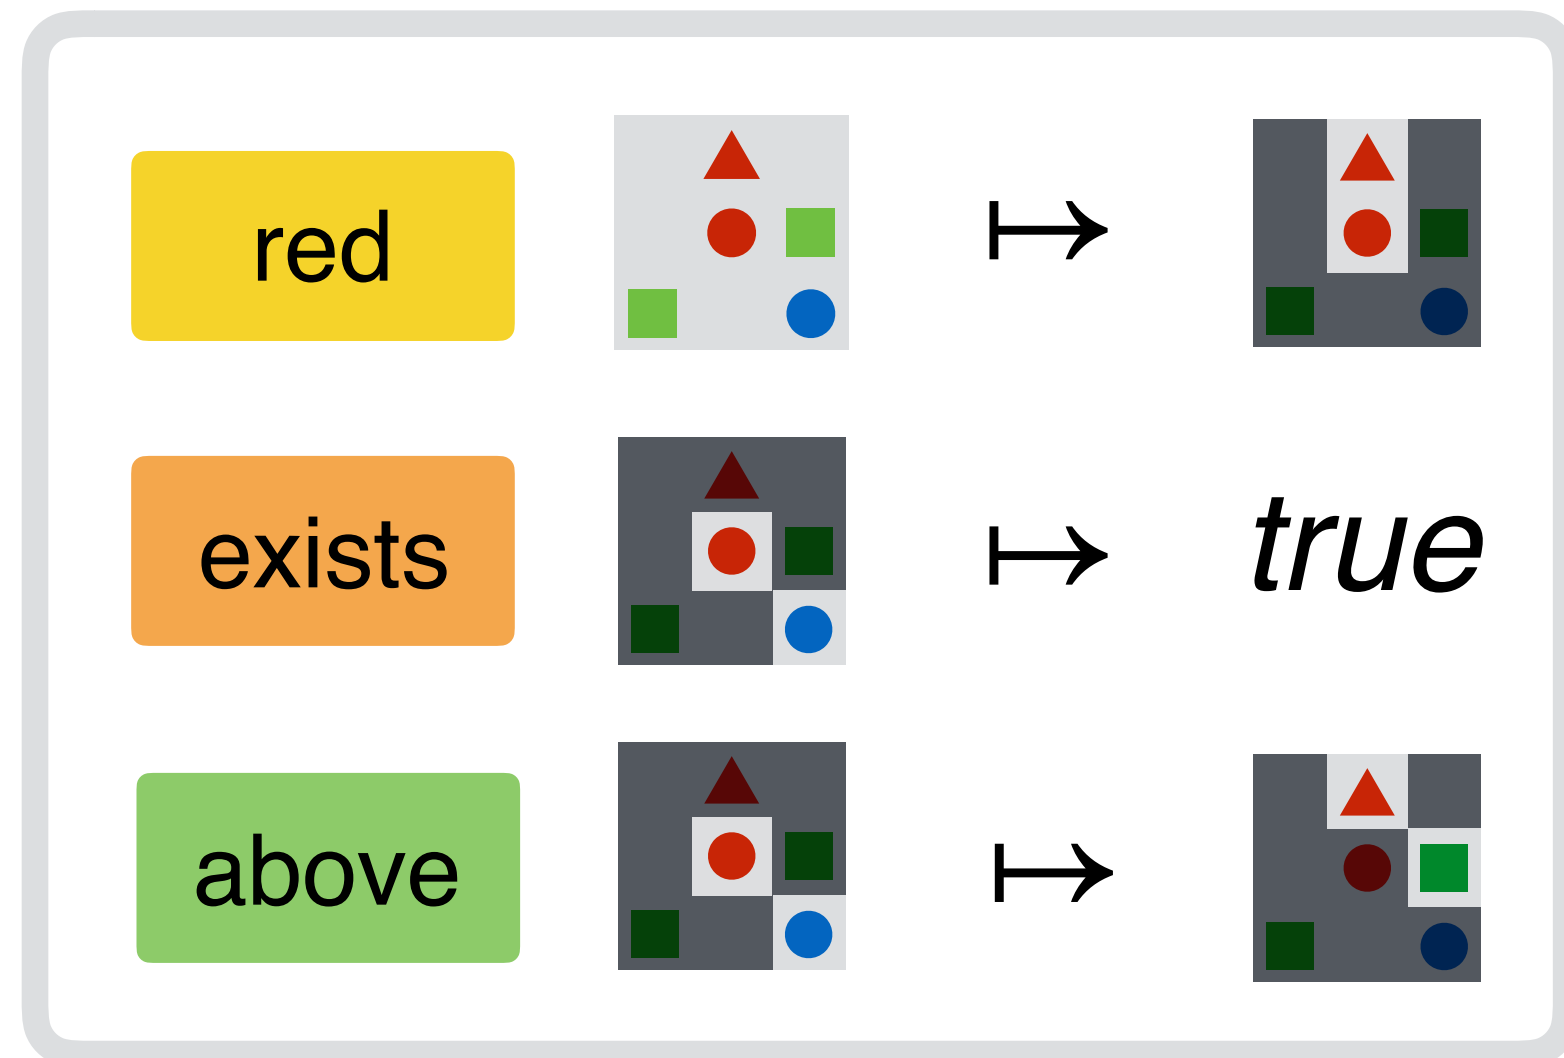 red ↦
exists ↦ true
above ↦